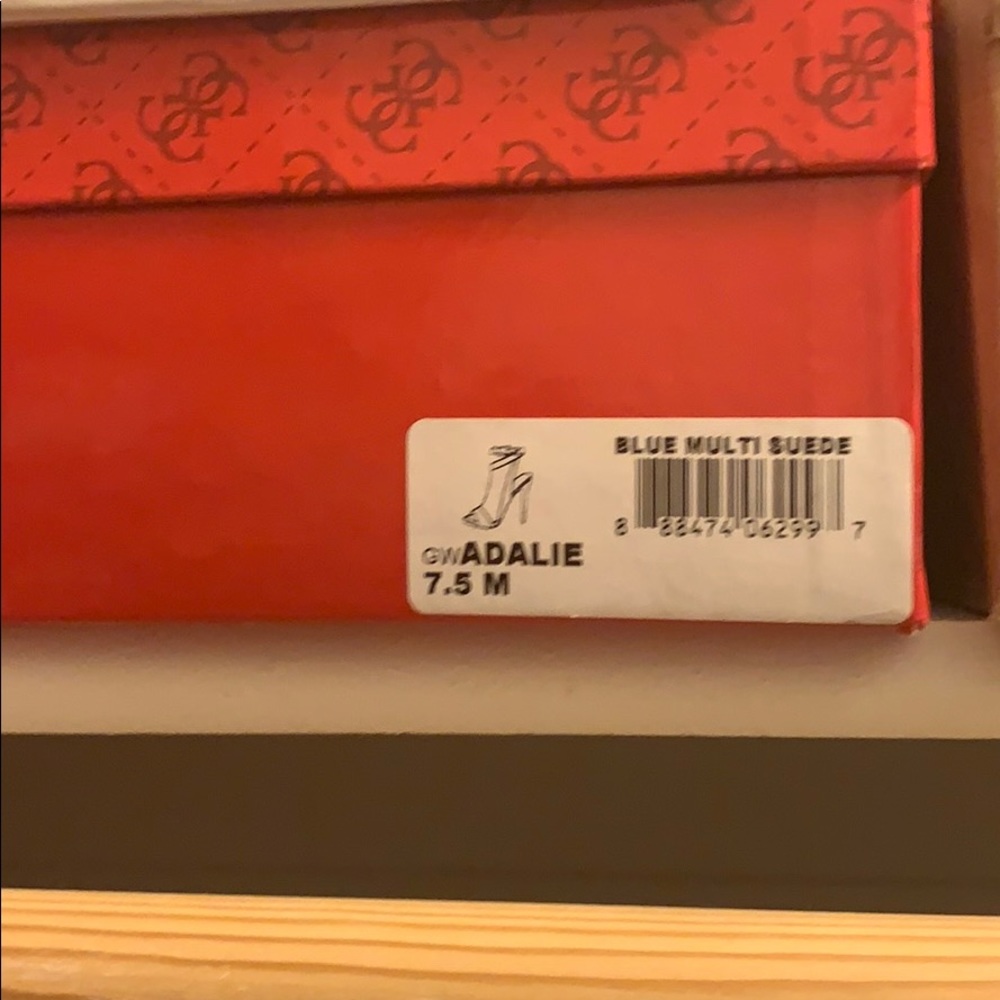 BLUE MULTI SUEDE
8 88474 06299 7
GWADALIE
7.5 M